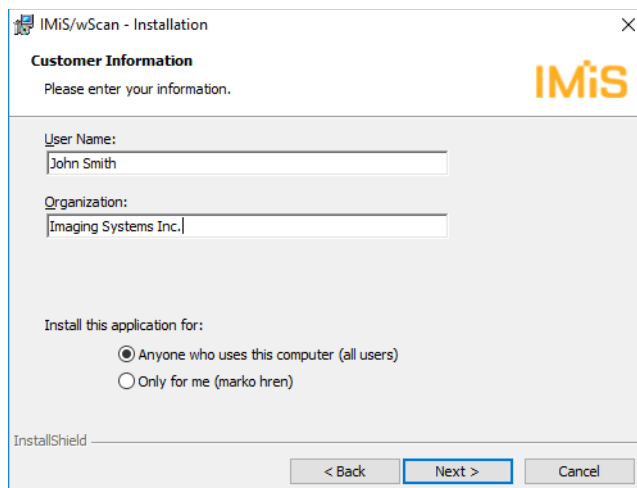 IMiS/wScan - Installation
Customer Information
Please enter your information.
IMiS
User Name:
John Smith
Organization:
Imaging Systems Inc.
Install this application for:
Anyone who uses this computer (all users)
Only for me (marko hren)
InstallShield
< Back
Next >
Cancel